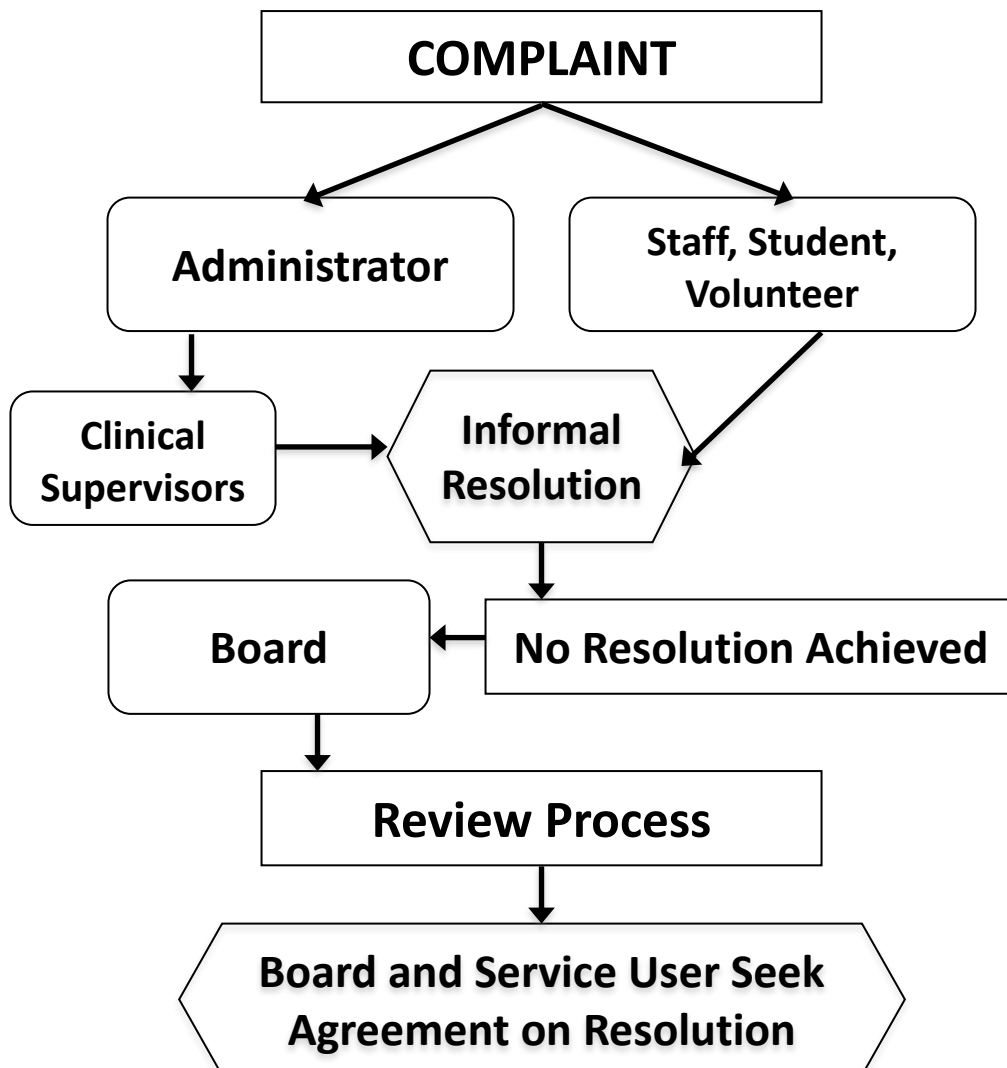 COMPLAINT
Administrator
Staff, Student,
Volunteer
Clinical
Supervisors
Informal
Resolution
Board
No Resolution Achieved
Review Process
Board and Service User Seek
Agreement on Resolution